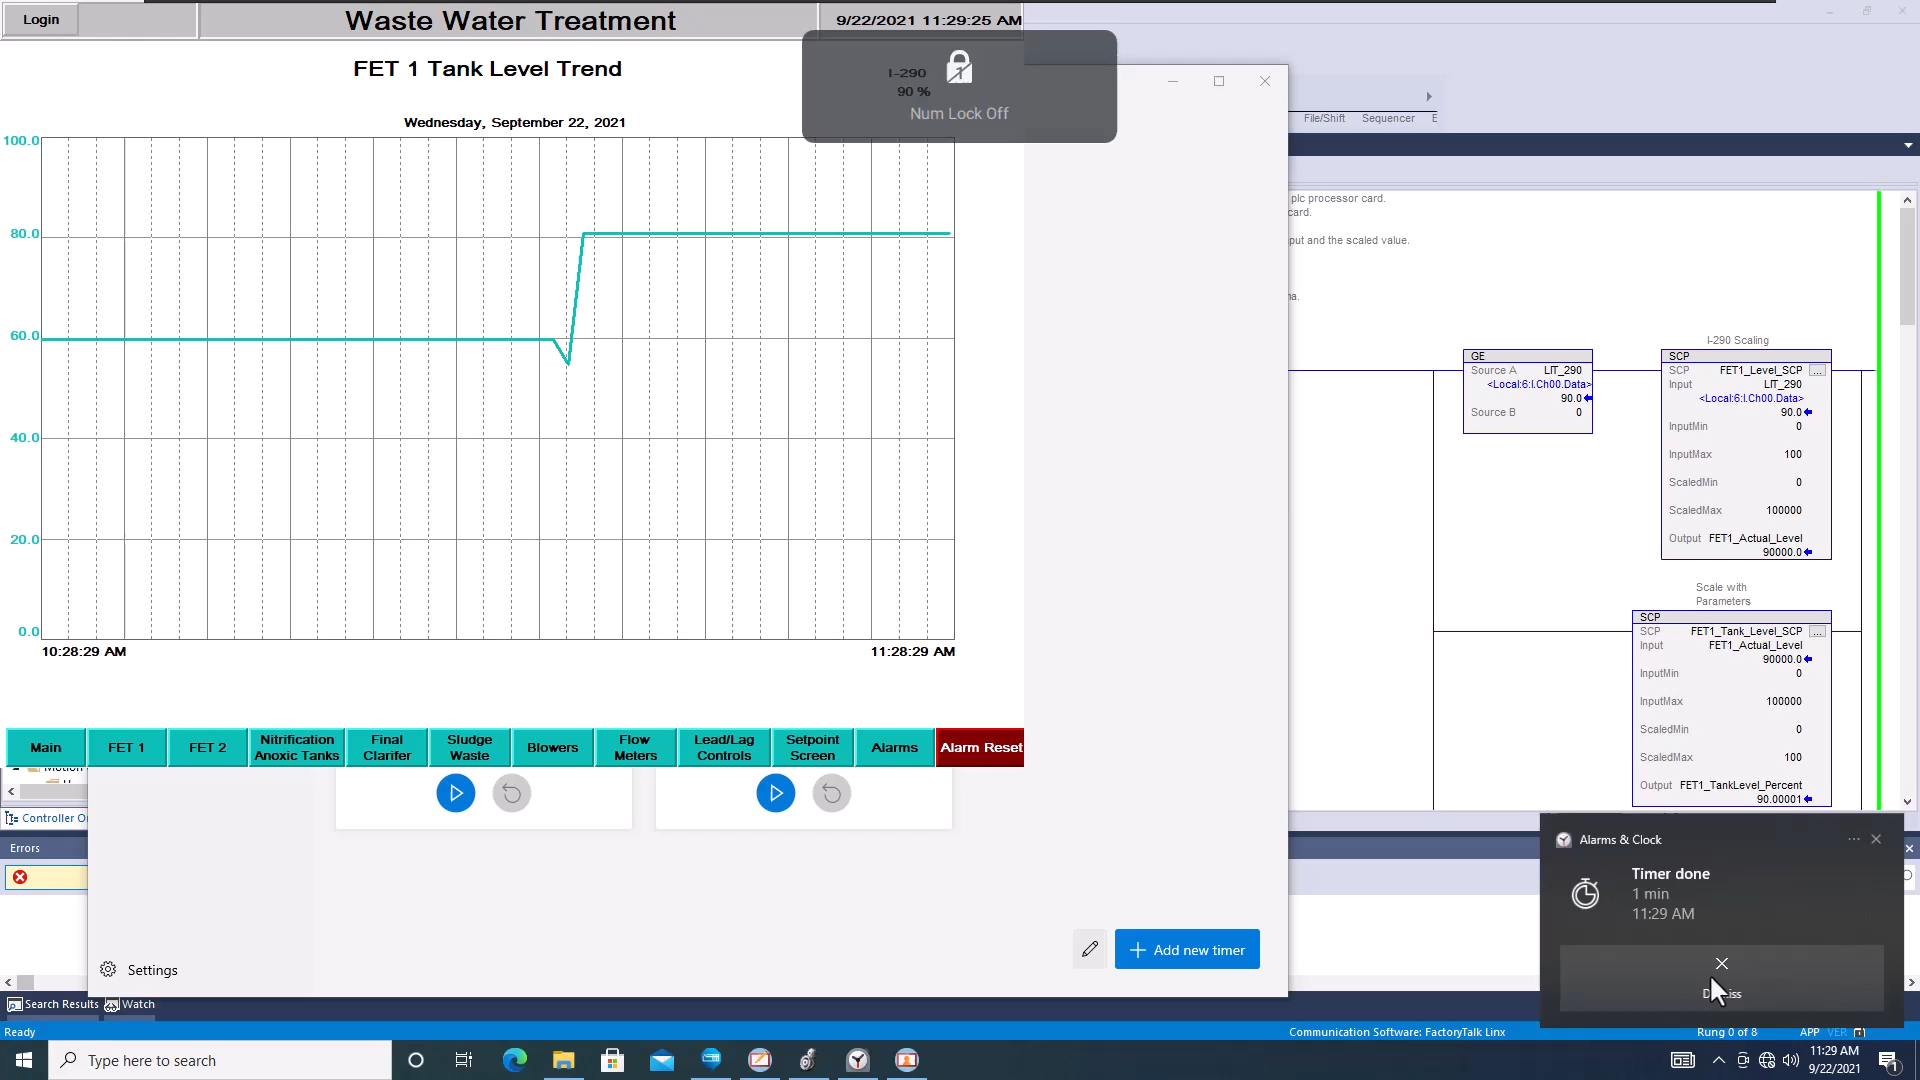 Login
Waste Water Treatment
9/22/2021 11:29:25 AM
FET 1 Tank Level Trend
I-290
90 %
Num Lock Off
Wednesday, September 22, 2021
100.0
80.0
60.0
40.0
20.0
0.0
10:28:29 AM
11:28:29 AM
Main
FET 1
FET 2
Nitrification
Anoxic Tanks
Final
Clarifer
Sludge
Waste
Blowers
Flow
Meters
Lead/Lag
Controls
Setpoint
Screen
Alarms
Alarm Reset
File/Shift
Sequencer
plc processor card.
card.
put and the scaled value.
GE
Source A LIT_290
<Local:6:I.Ch00.Data>
90.0
Source B 0
I-290 Scaling
SCP
SCP FET1_Level_SCP ...
Input LIT_290
<Local:6:I.Ch00.Data>
90.0
InputMin 0
InputMax 100
ScaledMin 0
ScaledMax 100000
Output FET1_Actual_Level
90000.0
Scale with
Parameters
SCP
SCP FET1_Tank_Level_SCP ...
Input FET1_Actual_Level
90000.0
InputMin 0
InputMax 100000
ScaledMin 0
ScaledMax 100
Output FET1_TankLevel_Percent
90.00001
Controller O
Errors
Settings
Add new timer
Alarms & Clock
Timer done
1 min
11:29 AM
Search Results
Watch
Ready
Communication Software: FactoryTalk Linx
Rung 0 of 8
APP
VER
Type here to search
11:29 AM
9/22/2021
1